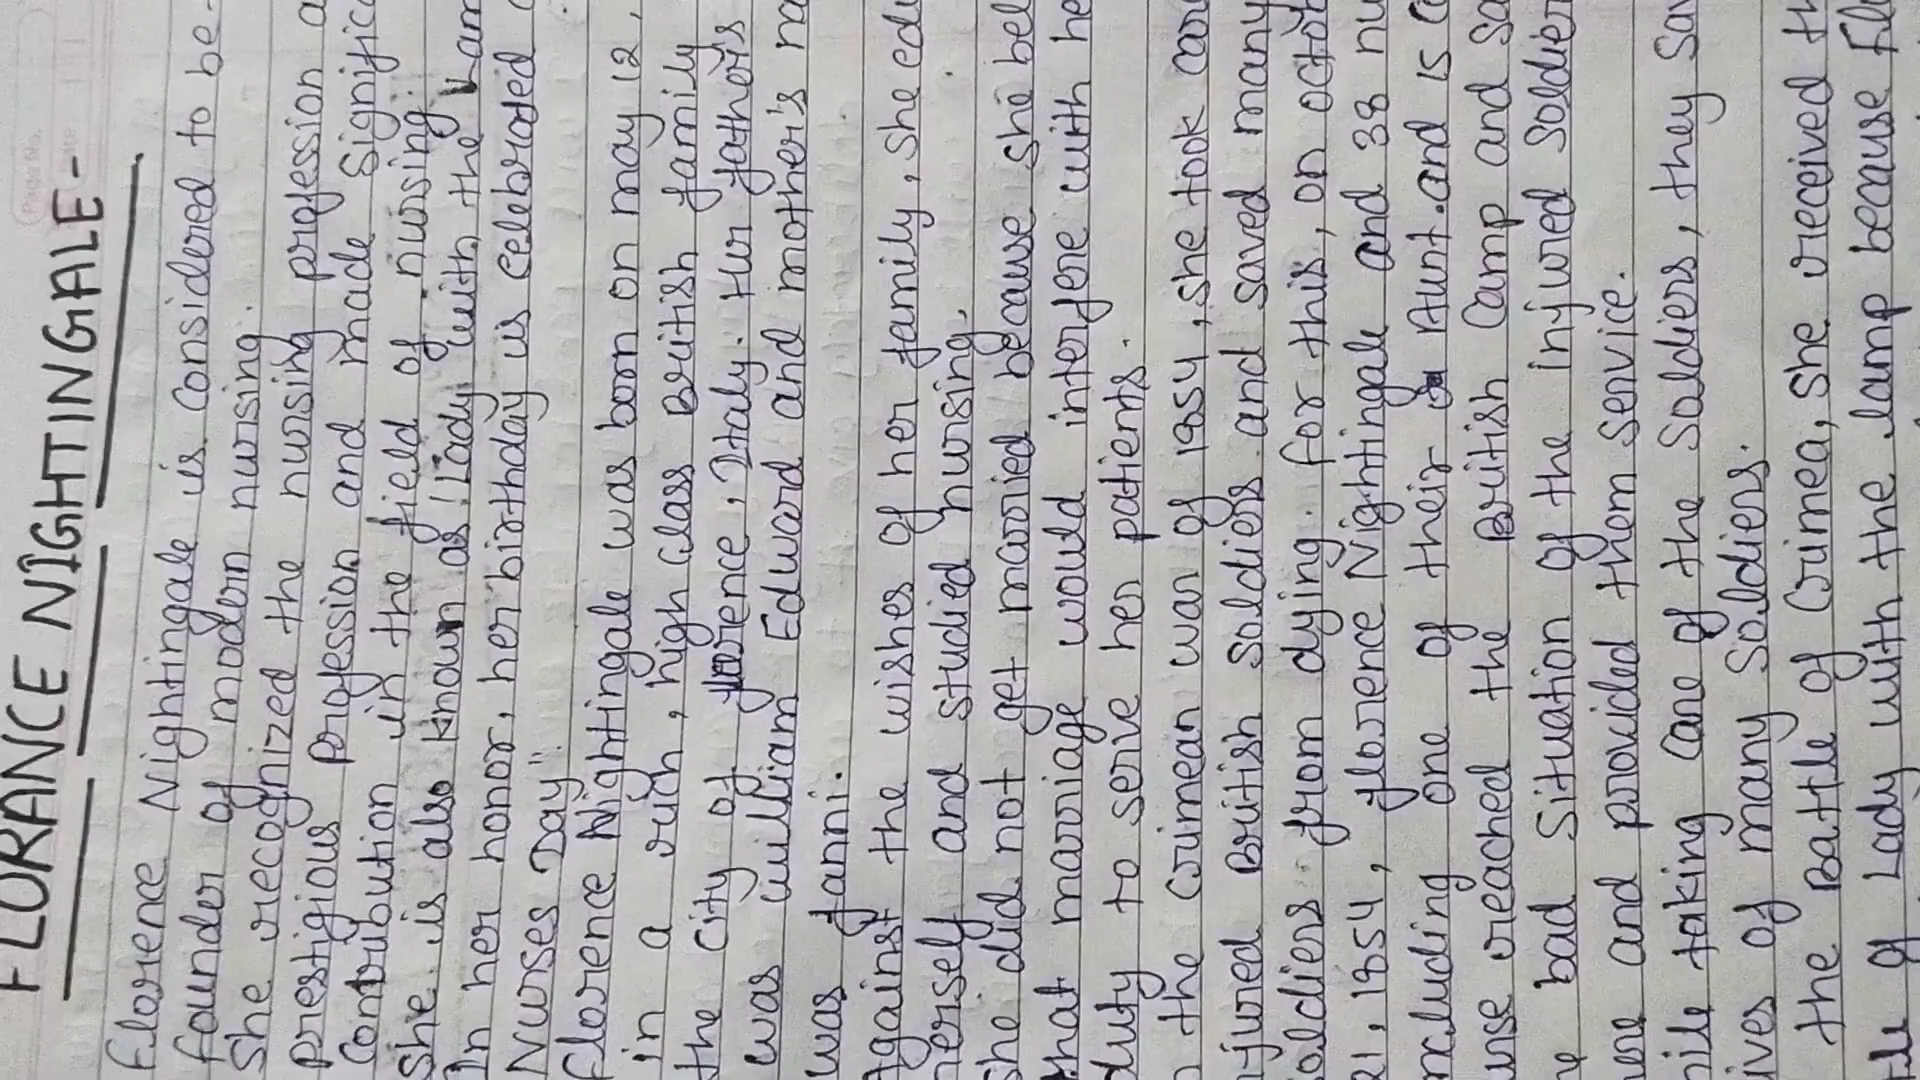 FLORANCE NIGHTINGALE-
Florence Nightingale is considered to be
founder of modern nursing.
She recognized the nursing profession a
prestigious profession and made Signific
Contribution in the field of nursing.
She is also known as 'Lady with the Lam
In her honor, her birthday is celebrated
Nurses Day"
Florence Nightingale was born on may 12,
in a rich, high class British family
the city of florence, Italy. Her father's
was William Edward and mother's na
was fanni.
Against the wishes of her family, she edu
herself and studied nursing.
She did not get married because she bel
that marriage would interfere with he
duty to serve her patients.
n the crimean war of 1854, she took care
njured British soldiers and saved many
soldiers from dying. for this, on octob
21, 1854, florence Nightingale and 38 nu
ncluding one of their Aunt.and is
urse reached the British Camp and Sa
e bad Situation of the injured soldier
and provided them service.
hile taking care of the Soldiers, they Sav
ives of many Soldiers.
the Battle of Crimea, She received th
tle of Lady with the lamp because Flo